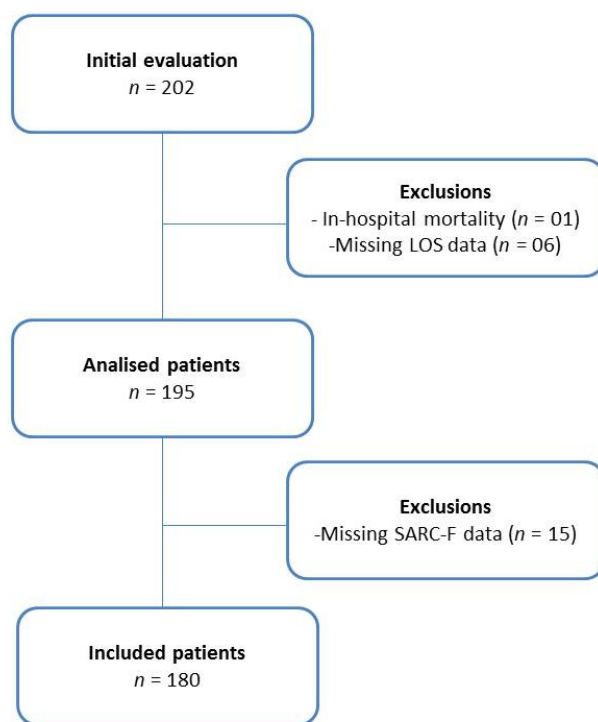 Initial evaluation
n = 202
Exclusions
- In-hospital mortality (n = 01)
-Missing LOS data (n = 06)
Analised patients
n = 195
Exclusions
-Missing SARC-F data (n = 15)
Included patients
n = 180